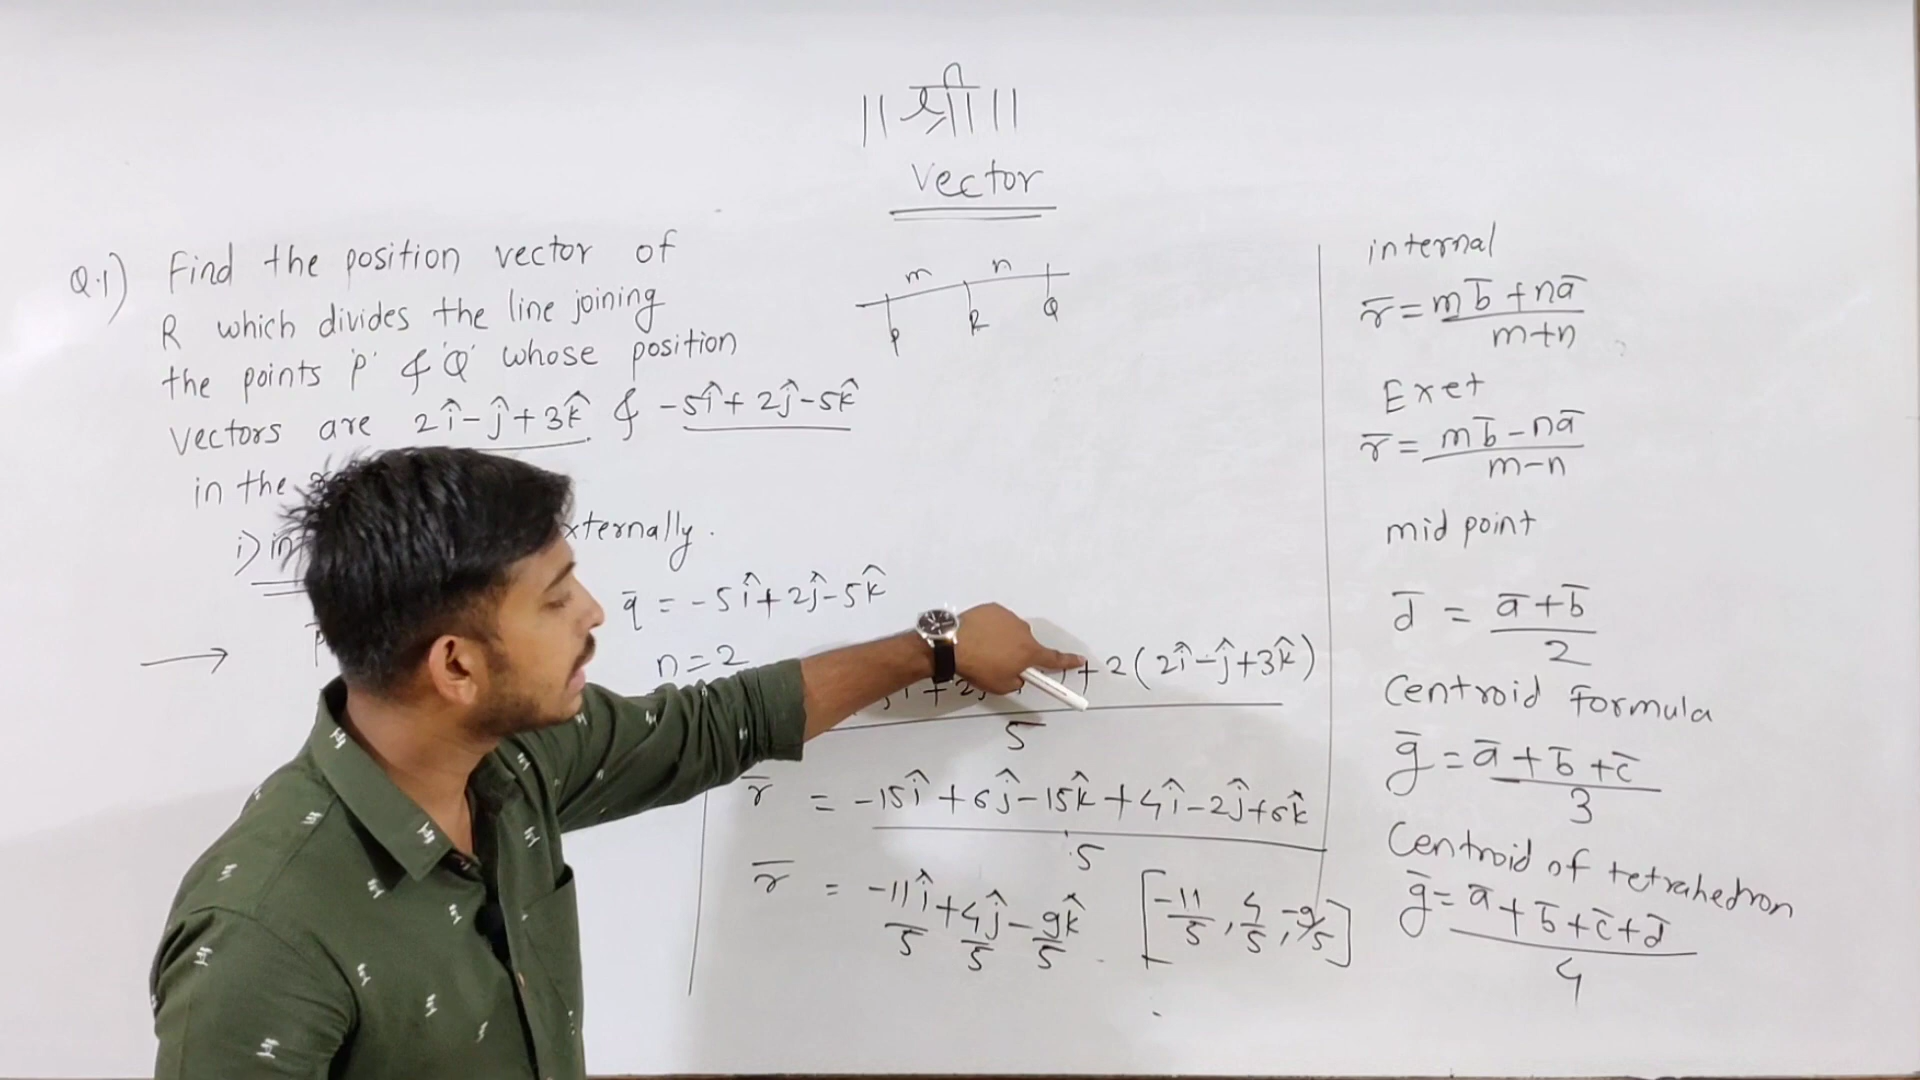 ॥ श्री ॥
Vector
Q.1) Find the position vector of
R which divides the line joining
the points 'P' & 'Q' whose position
vectors are 2î-ĵ+3k̂ & -5î+2ĵ-5k̂
in the
i) in xternally.
q̄ = -5î+2ĵ-5k̂
n=2
+2(2î-ĵ+3k̂)
5
r̄ = -15î+6ĵ-15k̂+4î-2ĵ+6k̂
5
r̄ = -11î/5 + 4ĵ/5 - 9k̂/5 [-11/5, 4/5, -9/5]
m n
P R Q
internal
r̄ = mb̄+nā
m+n
Exet
r̄ = mb̄-nā
m-n
mid point
d̄ = ā+b̄
2
Centroid Formula
ḡ = ā+b̄+c̄
3
Centroid of tetrahedron
ḡ = ā+b̄+c̄+d̄
4